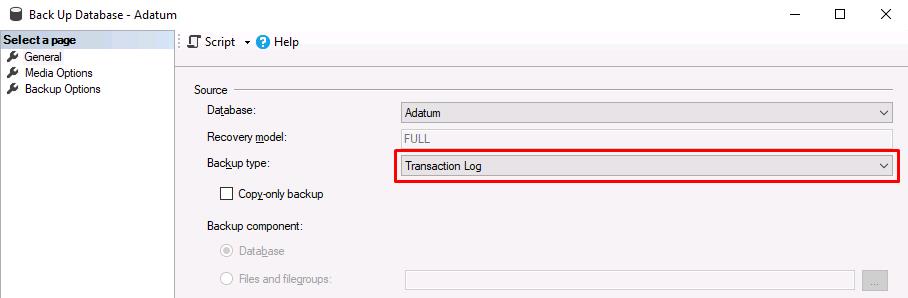 Back Up Database - Adatum
Select a page
General
Media Options
Backup Options
Script Help
Source
Database: Adatum
Recovery model: FULL
Backup type: Transaction Log
Copy-only backup
Backup component:
Database
Files and filegroups: ...